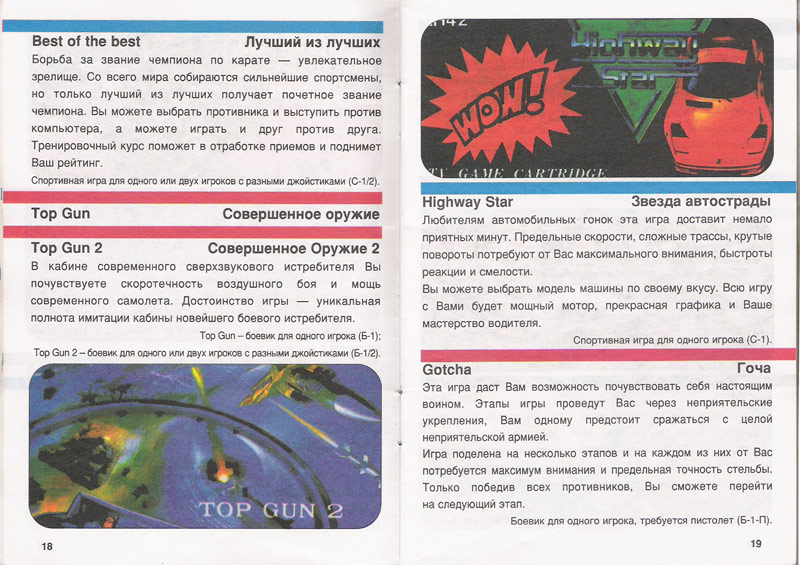 Best of the best Лучший из лучших
Борьба за звание чемпиона по карате — увлекательное
зрелище. Со всего мира собираются сильнейшие спортсмены,
но только лучший из лучших получает почетное звание
чемпиона. Вы можете выбрать противника и выступить против
компьютера, а можете играть и друг против друга.
Тренировочный курс поможет в отработке приемов и поднимет
Ваш рейтинг.
Спортивная игра для одного или двух игроков с разными джойстиками (С-1/2).
Top Gun Совершенное оружие
Top Gun 2 Совершенное Оружие 2
В кабине современного сверхзвукового истребителя Вы
почувствуете скоротечность воздушного боя и мощь
современного самолета. Достоинство игры — уникальная
полнота имитации кабины новейшего боевого истребителя.
Top Gun – боевик для одного игрока (Б-1);
Top Gun 2 – боевик для одного или двух игроков с разными джойстиками (Б-1/2).
TOP GUN 2
18
Highway
Star
WOW!
TV GAME CARTRIDGE
Highway Star Звезда автострады
Любителям автомобильных гонок эта игра доставит немало
приятных минут. Предельные скорости, сложные трассы, крутые
повороты потребуют от Вас максимального внимания, быстроты
реакции и смелости.
Вы можете выбрать модель машины по своему вкусу. Всю игру
с Вами будет мощный мотор, прекрасная графика и Ваше
мастерство водителя.
Спортивная игра для одного игрока (С-1).
Gotcha Гоча
Эта игра даст Вам возможность почувствовать себя настоящим
воином. Этапы игры проведут Вас через неприятельские
укрепления, Вам одному предстоит сражаться с целой
неприятельской армией.
Игра поделена на несколько этапов и на каждом из них от Вас
потребуется максимум внимания и предельная точность стельбы.
Только победив всех противников, Вы сможете перейти
на следующий этап.
Боевик для одного игрока, требуется пистолет (Б-1-П).
19